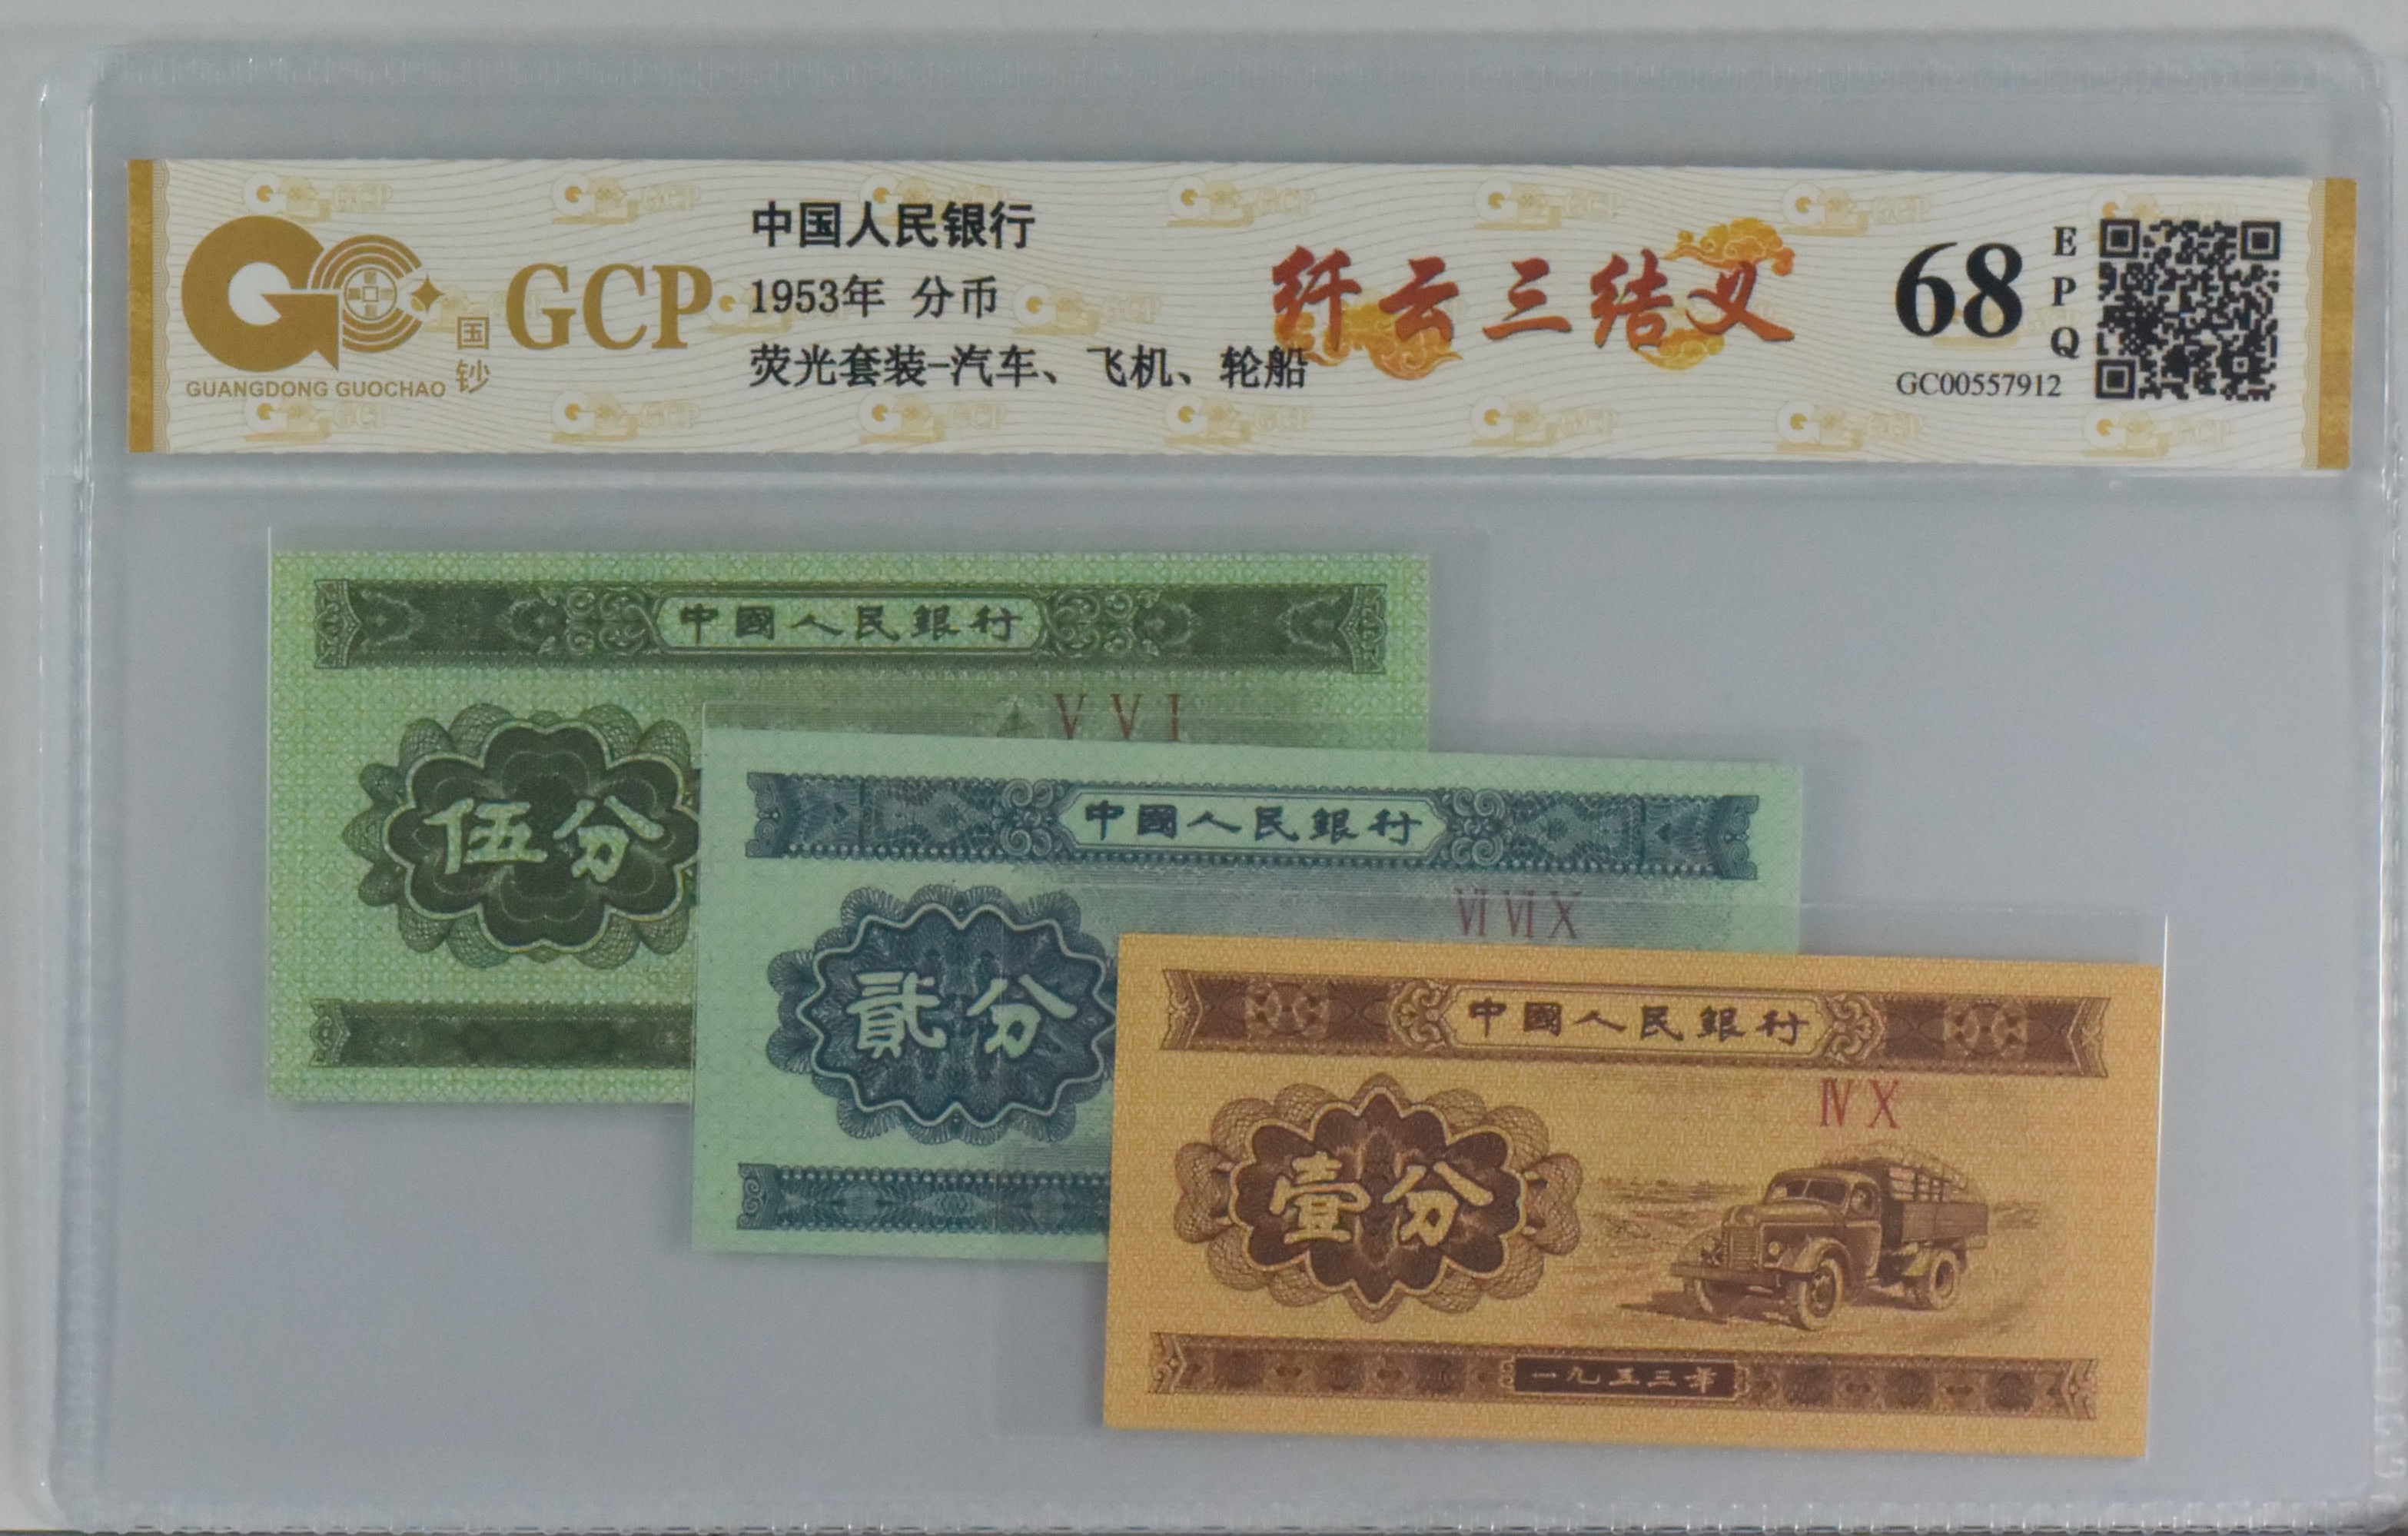 GUANGDONG GUOCHAO
国钞
GCP
中国人民银行
1953年 分币
荧光套装-汽车、飞机、轮船
纤云三结义
68
EPQ
GC00557912
中國人民銀行
V V I
伍分
中國人民銀行
VI VI X
貳分
中國人民銀行
IV X
壹分
一九五三年